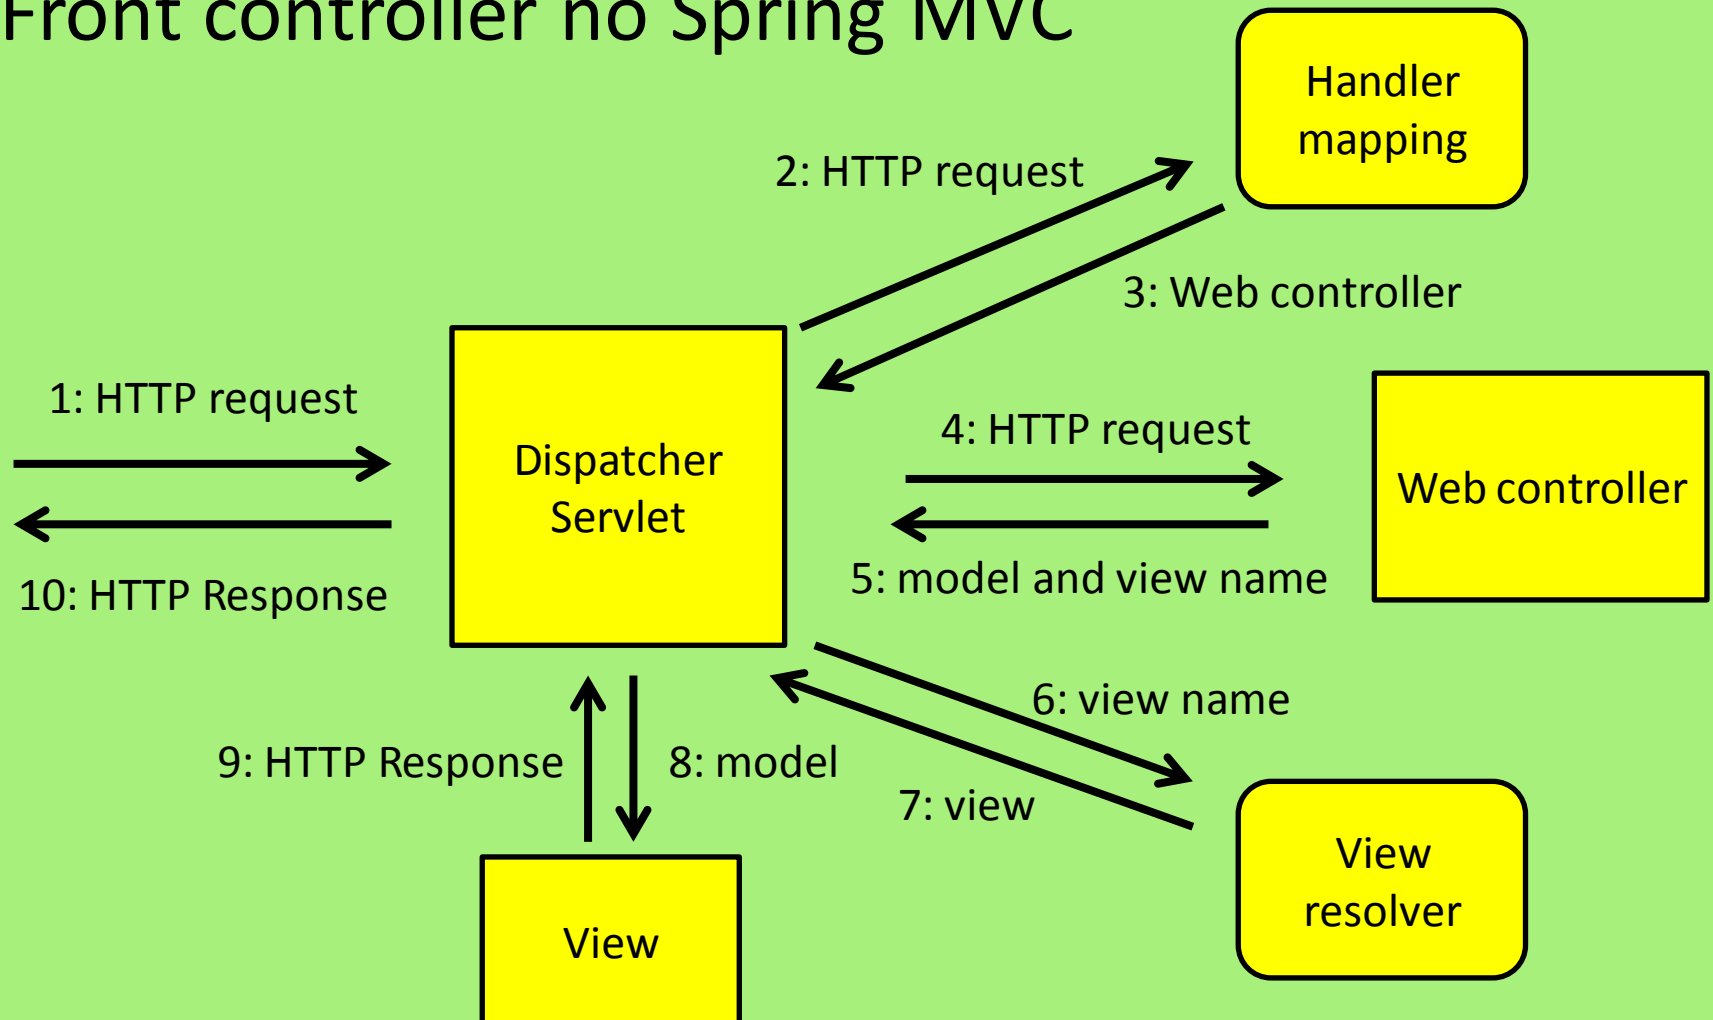 Front controller no Spring MVC
Handler
mapping
2: HTTP request
3: Web controller
1: HTTP request
Dispatcher
Servlet
4: HTTP request
Web controller
10: HTTP Response
5: model and view name
6: view name
9: HTTP Response
8: model
7: view
View
resolver
View